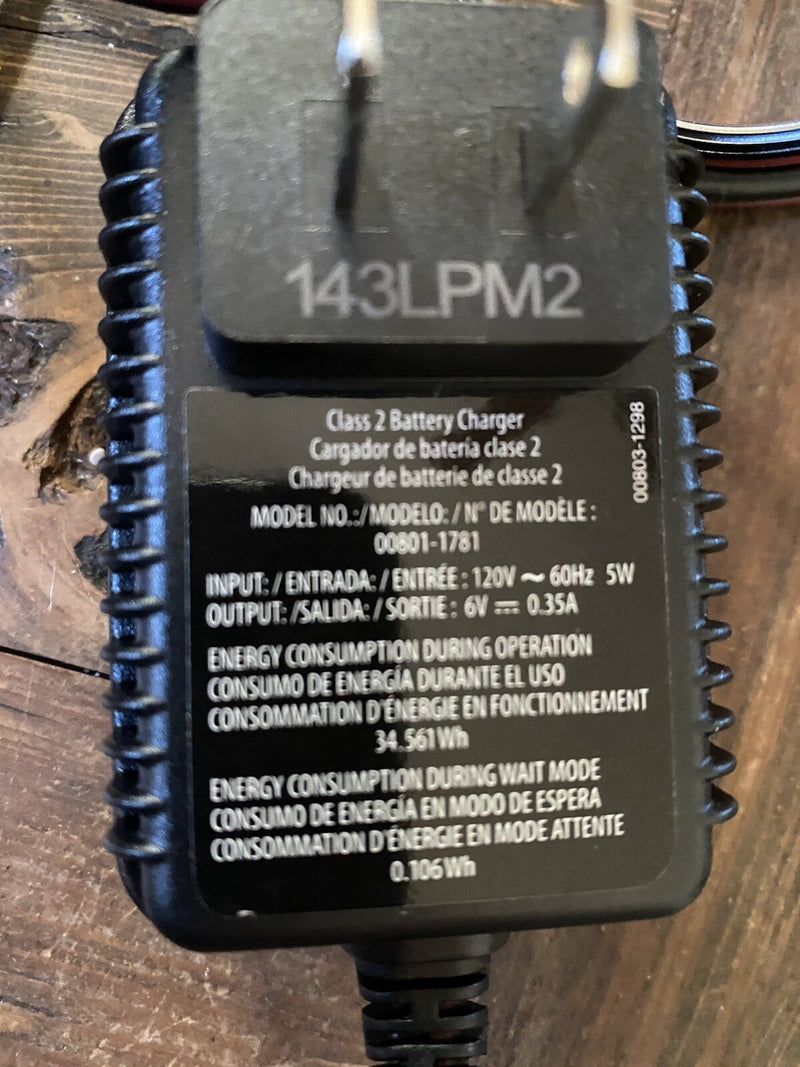 143LPM2
Class 2 Battery Charger
Cargador de batería clase 2
Chargeur de batterie de classe 2
00803-1298
MODEL NO.:/MODELO: / N° DE MODÈLE :
00801-1781
INPUT: / ENTRADA: / ENTRÉE : 120V ~ 60Hz 5W
OUTPUT: /SALIDA: / SORTIE : 6V ⎓ 0.35A
ENERGY CONSUMPTION DURING OPERATION
CONSUMO DE ENERGÍA DURANTE EL USO
CONSOMMATION D'ÉNERGIE EN FONCTIONNEMENT
34.561Wh
ENERGY CONSUMPTION DURING WAIT MODE
CONSUMO DE ENERGÍA EN MODO DE ESPERA
CONSOMMATION D'ÉNERGIE EN MODE ATTENTE
0.106Wh